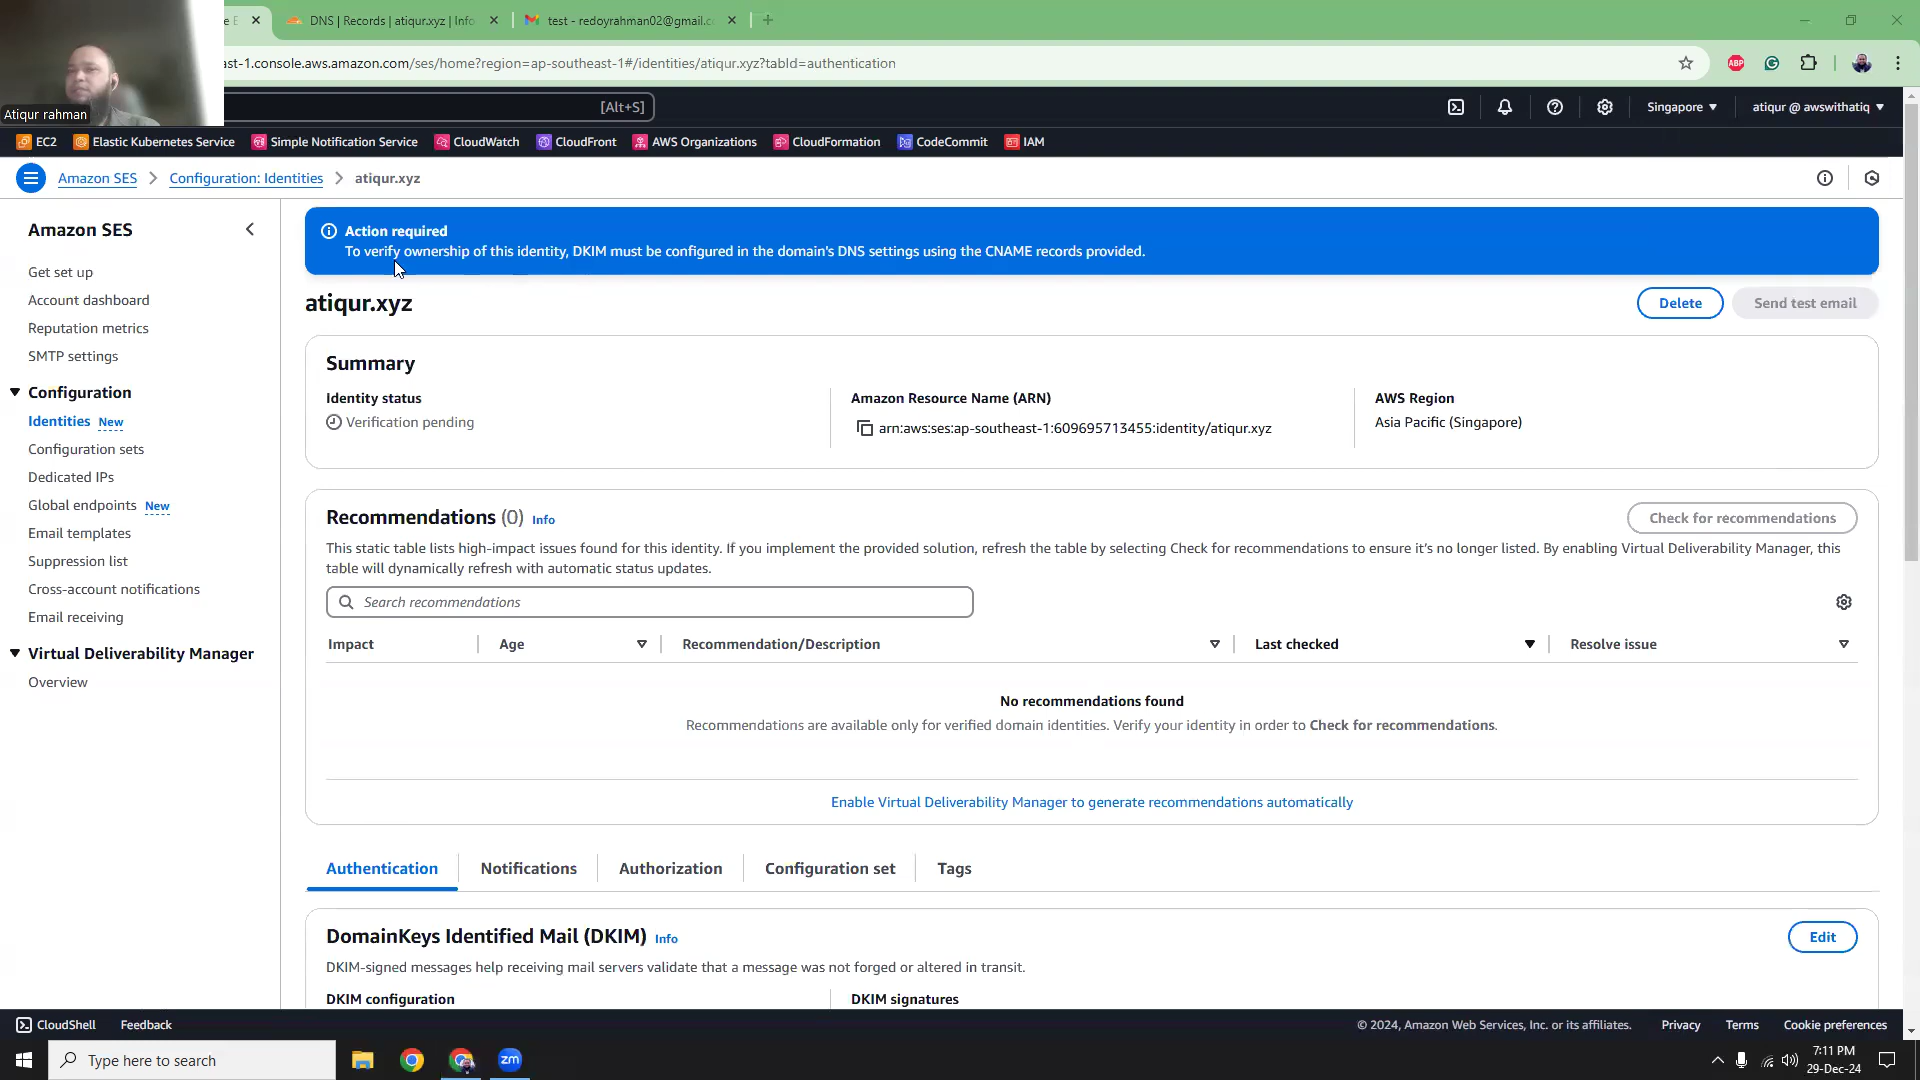 DNS | Records | atiqur.xyz | Info
test - redoyrahman02@gmail.c
ast-1.console.aws.amazon.com/ses/home?region=ap-southeast-1#/identities/atiqur.xyz?tabId=authentication
ABP
Atiqur rahman
[Alt+S]
Singapore
atiqur @ awswithatiq
EC2
Elastic Kubernetes Service
Simple Notification Service
CloudWatch
CloudFront
AWS Organizations
CloudFormation
CodeCommit
IAM
Amazon SES
Configuration: Identities
atiqur.xyz
Amazon SES
Get set up
Account dashboard
Reputation metrics
SMTP settings
Configuration
Identities New
Configuration sets
Dedicated IPs
Global endpoints New
Email templates
Suppression list
Cross-account notifications
Email receiving
Virtual Deliverability Manager
Overview
Action required
To verify ownership of this identity, DKIM must be configured in the domain's DNS settings using the CNAME records provided.
atiqur.xyz
Delete
Send test email
Summary
Identity status
Verification pending
Amazon Resource Name (ARN)
arn:aws:ses:ap-southeast-1:609695713455:identity/atiqur.xyz
AWS Region
Asia Pacific (Singapore)
Recommendations (0) Info
Check for recommendations
This static table lists high-impact issues found for this identity. If you implement the provided solution, refresh the table by selecting Check for recommendations to ensure it's no longer listed. By enabling Virtual Deliverability Manager, this
table will dynamically refresh with automatic status updates.
Search recommendations
Impact
Age
Recommendation/Description
Last checked
Resolve issue
No recommendations found
Recommendations are available only for verified domain identities. Verify your identity in order to Check for recommendations.
Enable Virtual Deliverability Manager to generate recommendations automatically
Authentication
Notifications
Authorization
Configuration set
Tags
DomainKeys Identified Mail (DKIM) Info
Edit
DKIM-signed messages help receiving mail servers validate that a message was not forged or altered in transit.
DKIM configuration
DKIM signatures
CloudShell
Feedback
© 2024, Amazon Web Services, Inc. or its affiliates.
Privacy
Terms
Cookie preferences
Type here to search
zm
7:11 PM
29-Dec-24